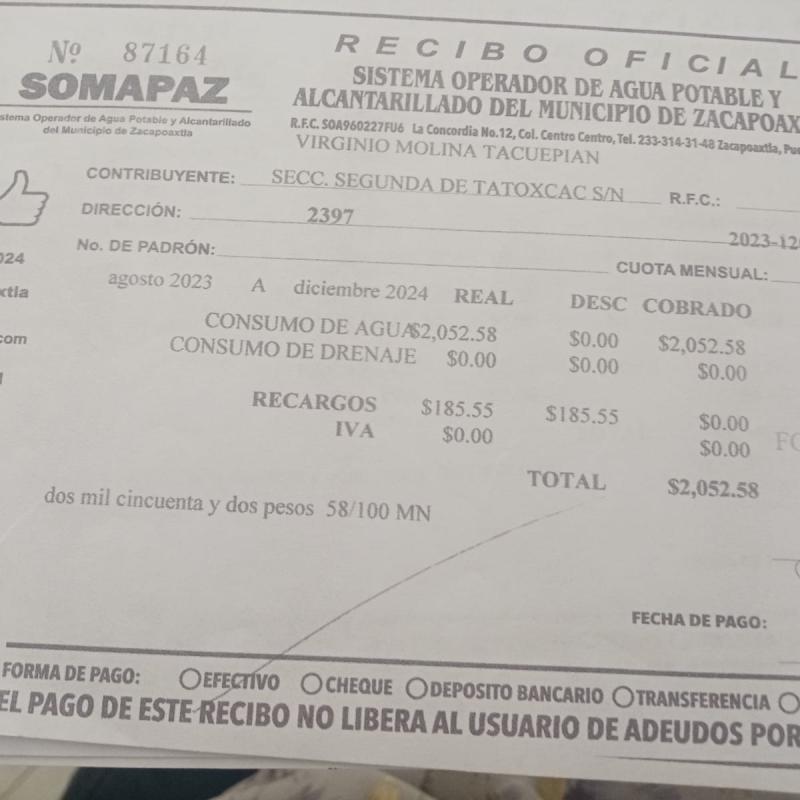 Nº 87164
SOMAPAZ
Sistema Operador de Agua Potable y Alcantarillado
del Municipio de Zacapoaxtla
RECIBO OFICIAL
SISTEMA OPERADOR DE AGUA POTABLE Y
ALCANTARILLADO DEL MUNICIPIO DE ZACAPOAX
R.F.C. SOA960227FU6 La Concordia No.12, Col. Centro Centro, Tel. 233-314-31-48 Zacapoaxtla, Pue
VIRGINIO MOLINA TACUEPIAN
CONTRIBUYENTE: SECC. SEGUNDA DE TATOXCAC S/N R.F.C.:
DIRECCIÓN: 2397
2023-12
No. DE PADRÓN: CUOTA MENSUAL:
024
xtla
com
agosto 2023 A diciembre 2024 REAL DESC COBRADO
CONSUMO DE AGUA $2,052.58 $0.00 $2,052.58
CONSUMO DE DRENAJE $0.00 $0.00 $0.00
RECARGOS $185.55 $185.55 $0.00
IVA $0.00 $0.00
FO
TOTAL $2,052.58
dos mil cincuenta y dos pesos 58/100 MN
FECHA DE PAGO:
FORMA DE PAGO: EFECTIVO CHEQUE DEPOSITO BANCARIO TRANSFERENCIA
EL PAGO DE ESTE RECIBO NO LIBERA AL USUARIO DE ADEUDOS POR